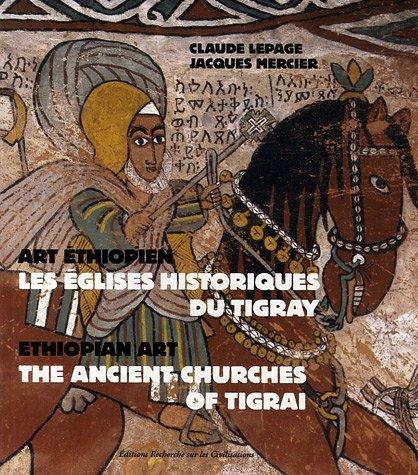 CLAUDE LEPAGE
JACQUES MERCIER
ART ÉTHIOPIEN
LES ÉGLISES HISTORIQUES
DU TIGRAY
ETHIOPIAN ART
THE ANCIENT CHURCHES
OF TIGRAI
Éditions Recherche sur les Civilisations